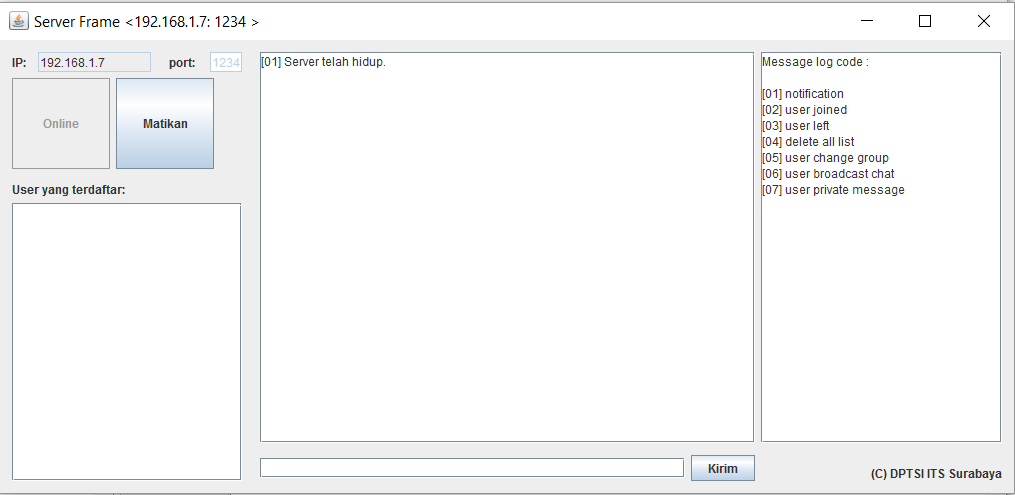 Server Frame <192.168.1.7: 1234 >
IP: 192.168.1.7 port: 1234
Online
Matikan
User yang terdaftar:
[01] Server telah hidup.
Message log code :
[01] notification
[02] user joined
[03] user left
[04] delete all list
[05] user change group
[06] user broadcast chat
[07] user private message
Kirim
(C) DPTSI ITS Surabaya